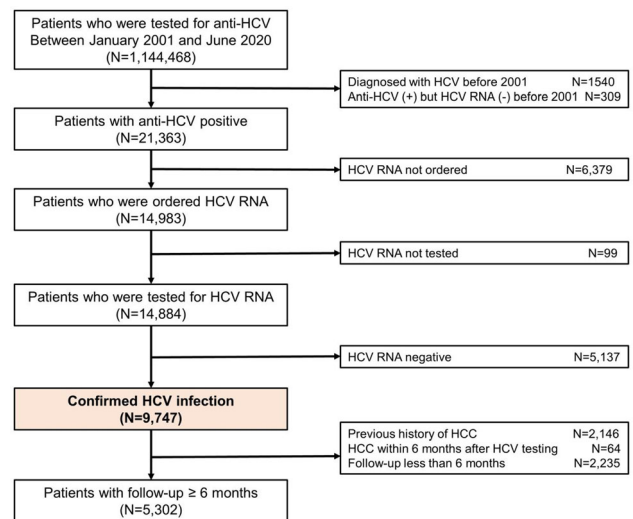 Patients who were tested for anti-HCV
Between January 2001 and June 2020
(N=1,144,468)
Diagnosed with HCV before 2001 N=1540
Anti-HCV (+) but HCV RNA (-) before 2001 N=309
Patients with anti-HCV positive
(N=21,363)
HCV RNA not ordered N=6,379
Patients who were ordered HCV RNA
(N=14,983)
HCV RNA not tested N=99
Patients who were tested for HCV RNA
(N=14,884)
HCV RNA negative N=5,137
Confirmed HCV infection
(N=9,747)
Previous history of HCC N=2,146
HCC within 6 months after HCV testing N=64
Follow-up less than 6 months N=2,235
Patients with follow-up ≥ 6 months
(N=5,302)